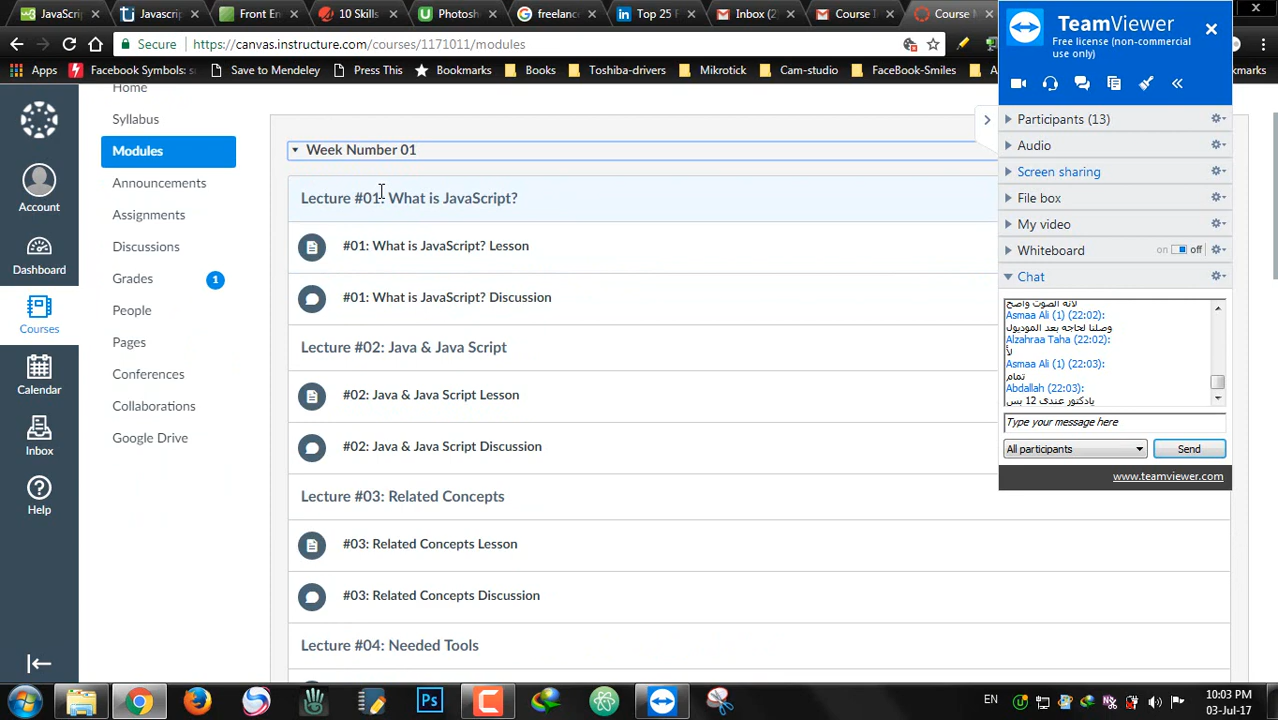 JavaScri
Javascri
Front En
10 Skills
Photosh
freelanc
Top 25 F
Inbox (2
Course I
Course M
Secure
https://canvas.instructure.com/courses/1171011/modules
Apps
Facebook Symbols: s
Save to Mendeley
Press This
Bookmarks
Books
Toshiba-drivers
Mikrotick
Cam-studio
FaceBook-Smiles
A
kmarks
TeamViewer
Free license (non-commercial
use only)
Participants (13)
Audio
Screen sharing
File box
My video
Whiteboard
on
off
Chat
لانه الصوت واضح
Asmaa Ali (1) (22:02):
وصلنا لحاجه بعد الموديول
Alzahraa Taha (22:02):
لأ
Asmaa Ali (1) (22:03):
تمام
Abdallah (22:03):
يادكتور عندى 12 بس
Type your message here
All participants
Send
www.teamviewer.com
Account
Dashboard
Courses
Calendar
Inbox
Help
Home
Syllabus
Modules
Announcements
Assignments
Discussions
Grades
1
People
Pages
Conferences
Collaborations
Google Drive
Week Number 01
Lecture #01: What is JavaScript?
#01: What is JavaScript? Lesson
#01: What is JavaScript? Discussion
Lecture #02: Java & Java Script
#02: Java & Java Script Lesson
#02: Java & Java Script Discussion
Lecture #03: Related Concepts
#03: Related Concepts Lesson
#03: Related Concepts Discussion
Lecture #04: Needed Tools
Ps
EN
10:03 PM
03-Jul-17